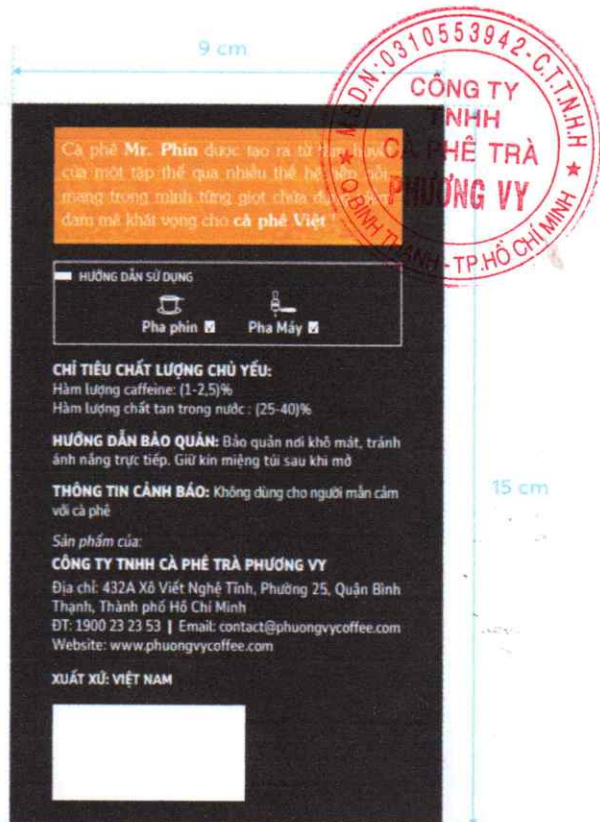 9 cm
M.S.D.N:0310553942-C.T.T.N.H.H
CÔNG TY
TNHH
CÀ PHÊ TRÀ
PHƯƠNG VY
Q.BÌNH THẠNH-TP.HỒ CHÍ MINH
Cà phê Mr. Phin được tạo ra từ tâm huyết
của một tập thể qua nhiều thế hệ tiếp nối
mang trong mình từng giọt chứa
đam mê khát vọng cho cà phê Việt !
HƯỚNG DẪN SỬ DỤNG
Pha phin
Pha Máy
CHỈ TIÊU CHẤT LƯỢNG CHỦ YẾU:
Hàm lượng caffeine: (1-2,5)%
Hàm lượng chất tan trong nước : (25-40)%
HƯỚNG DẪN BẢO QUẢN: Bảo quản nơi khô mát, tránh
ánh nắng trực tiếp. Giữ kín miệng túi sau khi mở
THÔNG TIN CẢNH BÁO: Không dùng cho người mẫn cảm
với cà phê
15 cm
Sản phẩm của:
CÔNG TY TNHH CÀ PHÊ TRÀ PHƯƠNG VY
Địa chỉ: 432A Xô Viết Nghệ Tĩnh, Phường 25, Quận Bình
Thạnh, Thành phố Hồ Chí Minh
ĐT: 1900 23 23 53 | Email: contact@phuongvycoffee.com
Website: www.phuongvycoffee.com
XUẤT XỨ: VIỆT NAM